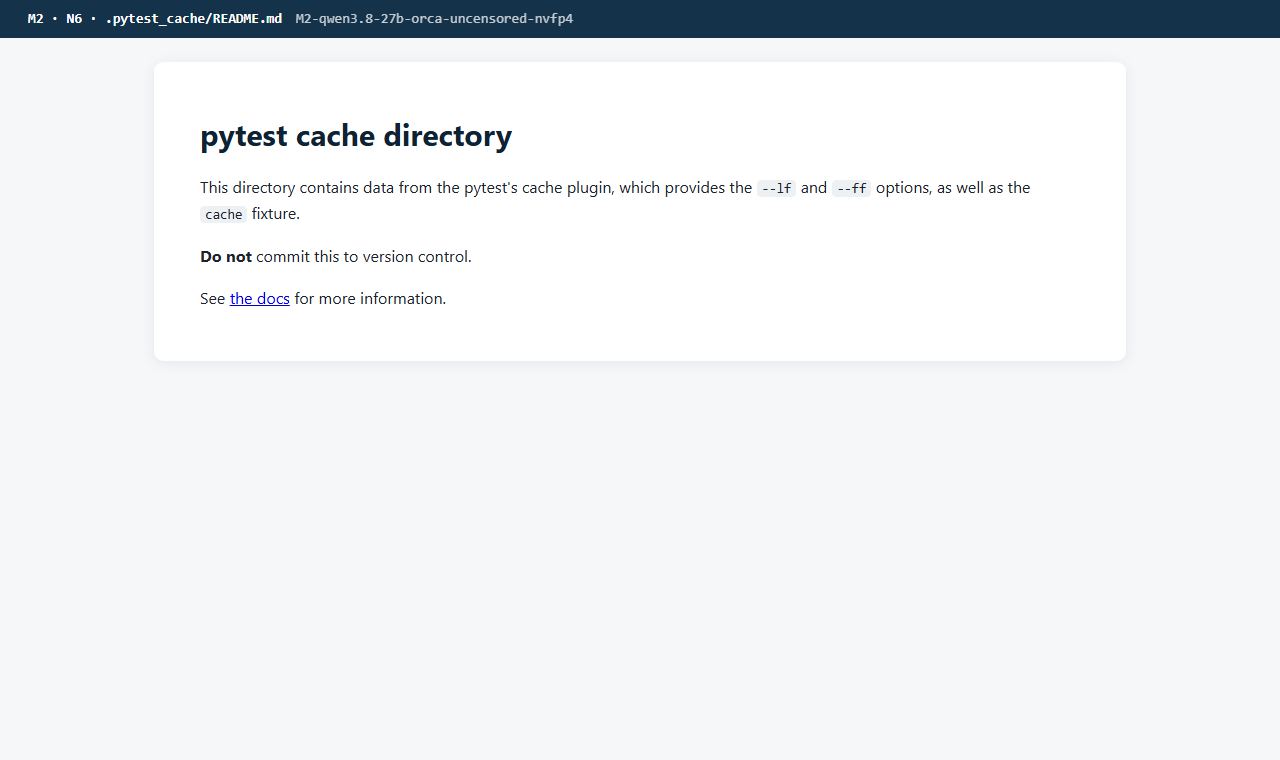 M2 · N6 · .pytest_cache/README.md M2-qwen3.8-27b-orca-uncensored-nvfp4
pytest cache directory
This directory contains data from the pytest's cache plugin, which provides the --lf and --ff options, as well as the
cache fixture.
Do not commit this to version control.
See the docs for more information.